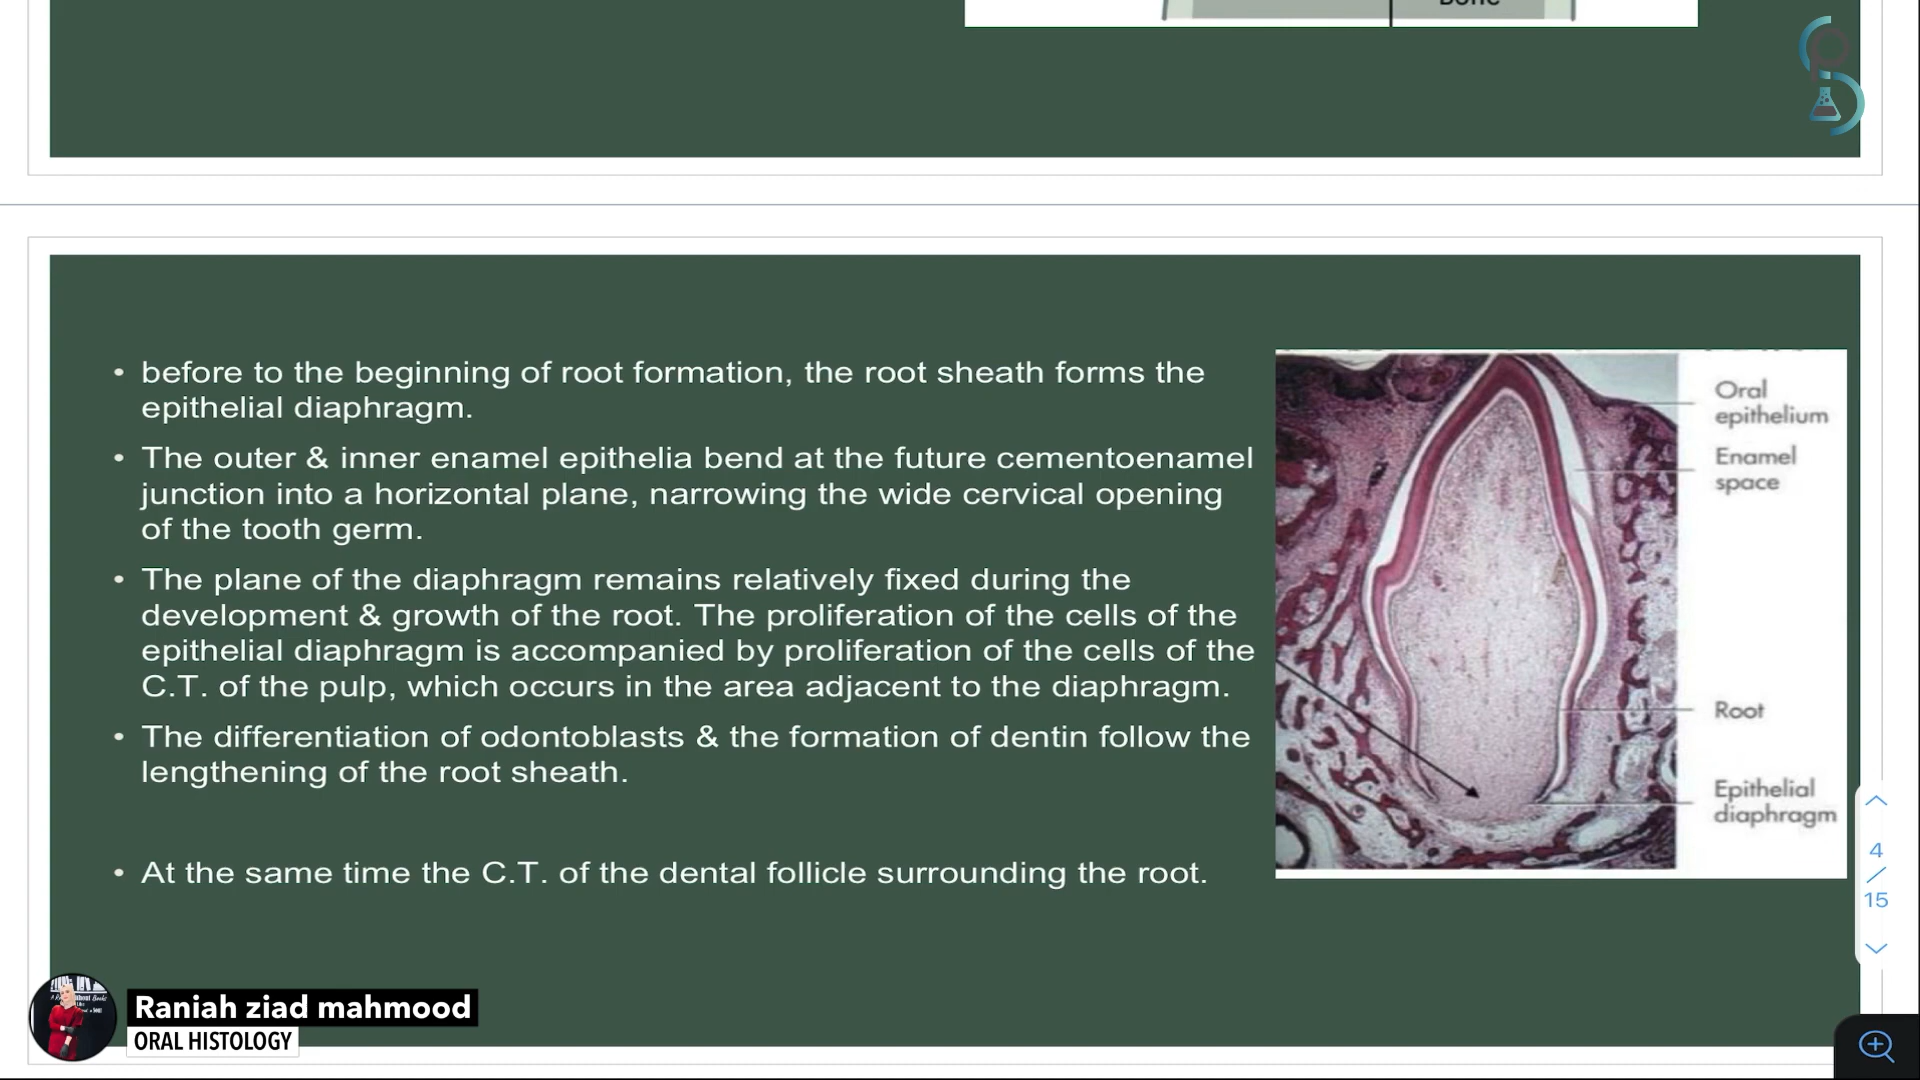 Bone
• before to the beginning of root formation, the root sheath forms the
epithelial diaphragm.
• The outer & inner enamel epithelia bend at the future cementoenamel
junction into a horizontal plane, narrowing the wide cervical opening
of the tooth germ.
• The plane of the diaphragm remains relatively fixed during the
development & growth of the root. The proliferation of the cells of the
epithelial diaphragm is accompanied by proliferation of the cells of the
C.T. of the pulp, which occurs in the area adjacent to the diaphragm.
• The differentiation of odontoblasts & the formation of dentin follow the
lengthening of the root sheath.
• At the same time the C.T. of the dental follicle surrounding the root.
Oral
epithelium
Enamel
space
Root
Epithelial
diaphragm
4
/
15
Raniah ziad mahmood
ORAL HISTOLOGY